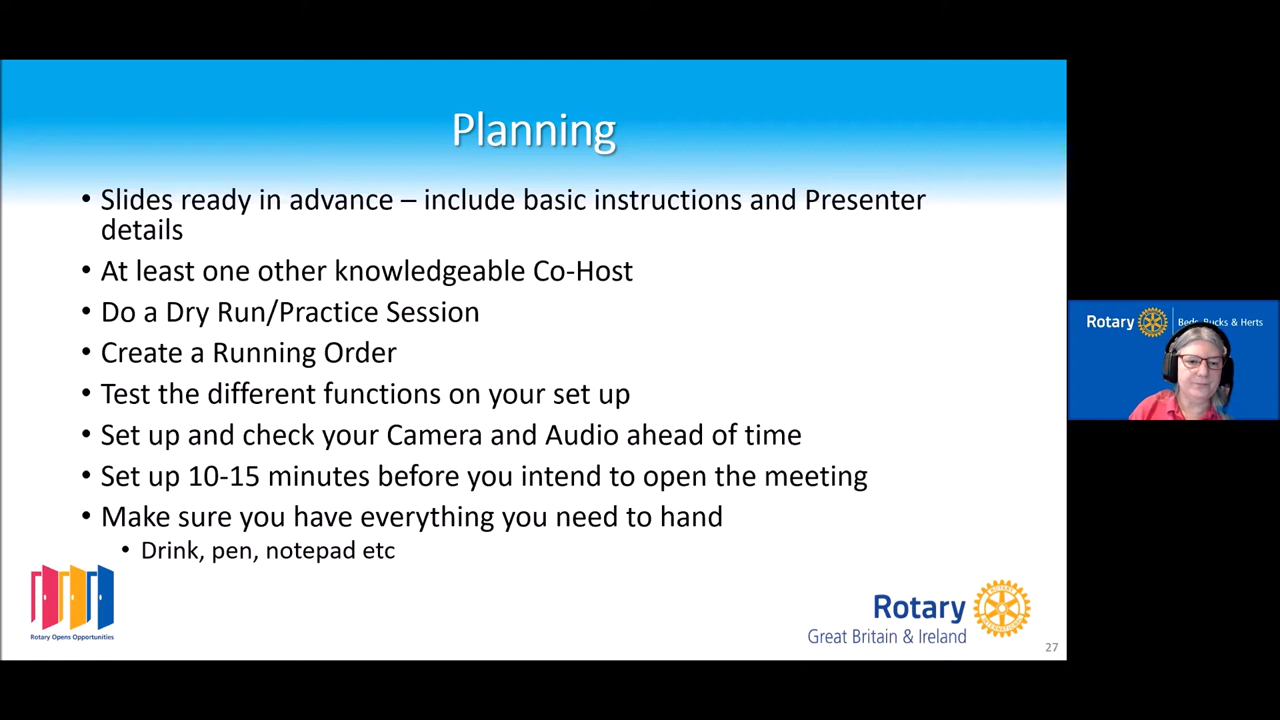 Planning
• Slides ready in advance – include basic instructions and Presenter
details
• At least one other knowledgeable Co-Host
• Do a Dry Run/Practice Session
• Create a Running Order
• Test the different functions on your set up
• Set up and check your Camera and Audio ahead of time
• Set up 10-15 minutes before you intend to open the meeting
• Make sure you have everything you need to hand
• Drink, pen, notepad etc
Rotary Opens Opportunities
Rotary
Great Britain & Ireland
27
Rotary
Beds, Bucks & Herts